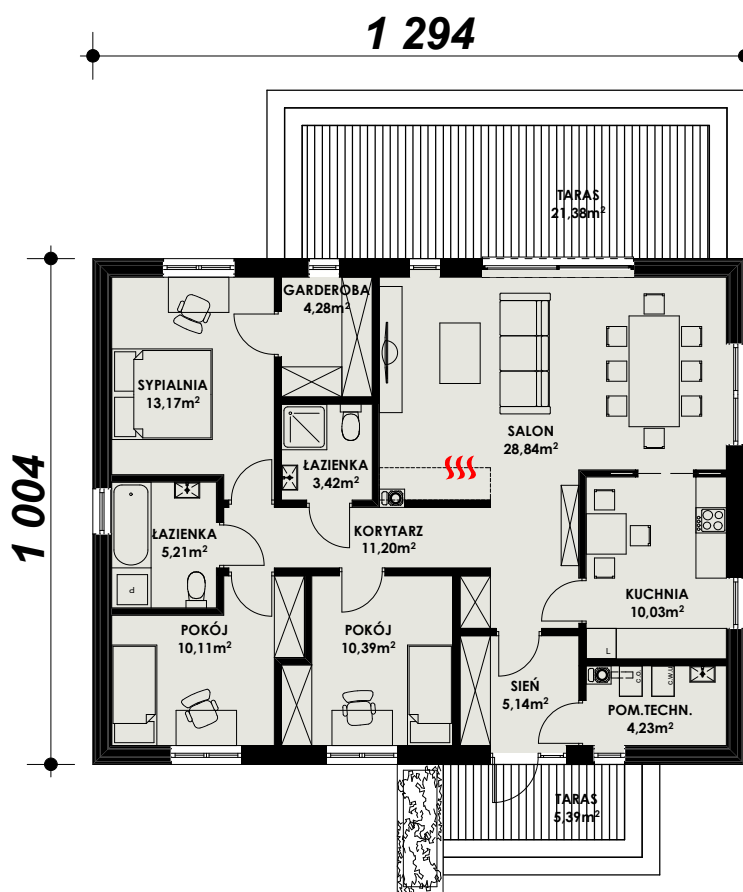 1 294
TARAS
21,38m²
GARDEROBA
4,28m²
SYPIALNIA
13,17m²
SALON
28,84m²
ŁAZIENKA
3,42m²
1 004
ŁAZIENKA
5,21m²
KORYTARZ
11,20m²
d
KUCHNIA
10,03m²
POKÓJ
10,11m²
POKÓJ
10,39m²
L
SIEŃ
5,14m²
C.O.
C.W.U.
POM.TECHN.
4,23m²
TARAS
5,39m²